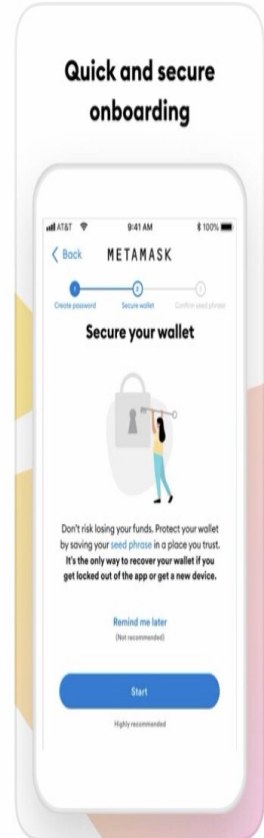 Quick and secure
onboarding
AT&T 9:41 AM 100%
Back METAMASK
1 2 3
Create password Secure wallet Confirm seed phrase
Secure your wallet
Don't risk losing your funds. Protect your wallet
by saving your seed phrase in a place you trust.
It's the only way to recover your wallet if you
get locked out of the app or get a new device.
Remind me later
(Not recommended)
Start
Highly recommended